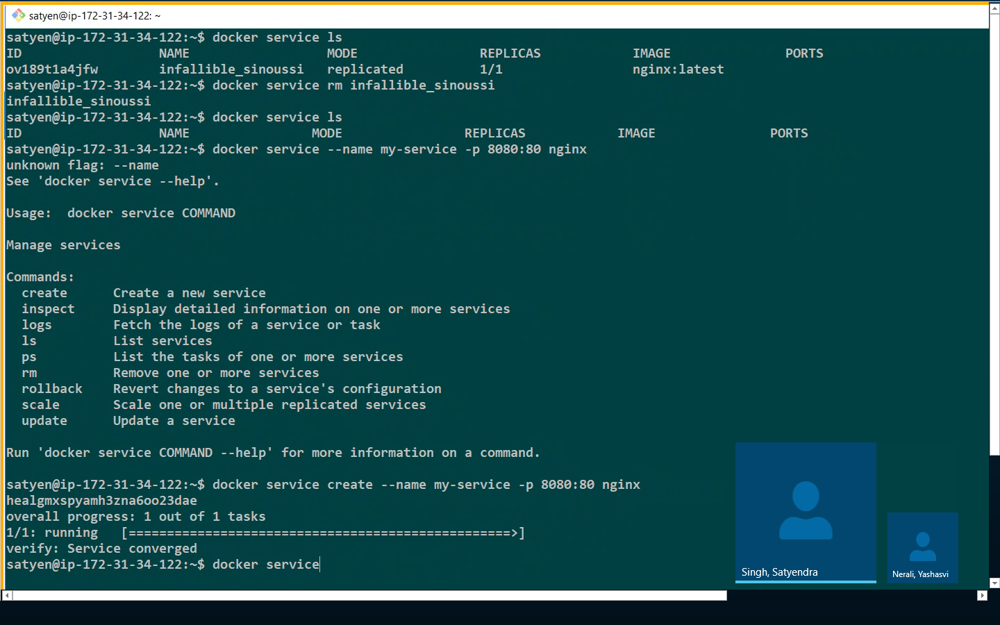 satyen@ip-172-31-34-122: ~
satyen@ip-172-31-34-122:~$ docker service ls
ID NAME MODE REPLICAS IMAGE PORTS
ov189t1a4jfw infallible_sinoussi replicated 1/1 nginx:latest
satyen@ip-172-31-34-122:~$ docker service rm infallible_sinoussi
infallible_sinoussi
satyen@ip-172-31-34-122:~$ docker service ls
ID NAME MODE REPLICAS IMAGE PORTS
satyen@ip-172-31-34-122:~$ docker service --name my-service -p 8080:80 nginx
unknown flag: --name
See 'docker service --help'.
Usage:  docker service COMMAND
Manage services
Commands:
create Create a new service
inspect Display detailed information on one or more services
logs Fetch the logs of a service or task
ls List services
ps List the tasks of one or more services
rm Remove one or more services
rollback Revert changes to a service's configuration
scale Scale one or multiple replicated services
update Update a service
Run 'docker service COMMAND --help' for more information on a command.
satyen@ip-172-31-34-122:~$ docker service create --name my-service -p 8080:80 nginx
healgmxspyamh3zna6oo23dae
overall progress: 1 out of 1 tasks
1/1: running [==================================================>]
verify: Service converged
satyen@ip-172-31-34-122:~$ docker service
Singh, Satyendra
Nerali, Yashasvi